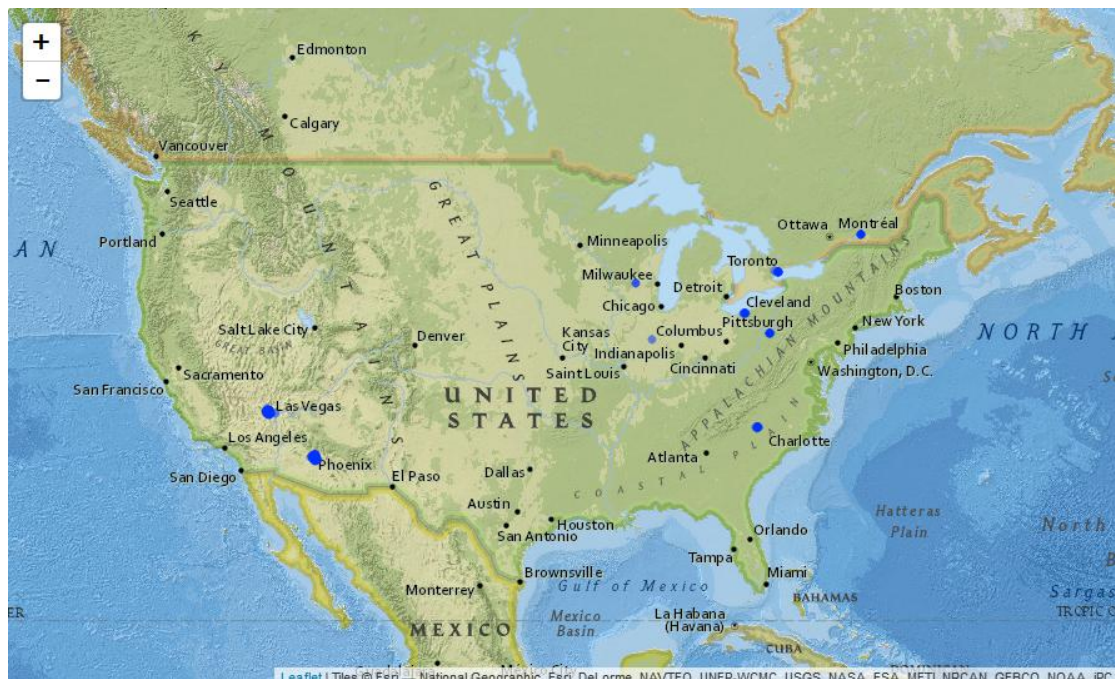 +
−
Edmonton
Calgary
Vancouver
Seattle
Portland
Ottawa
Montréal
Minneapolis
Toronto
Milwaukee
Detroit
Boston
Chicago
Cleveland
Salt Lake City
GREAT BASIN
Denver
Kansas
City
Columbus
Pittsburgh
New York
Indianapolis
Philadelphia
Sacramento
Saint Louis
Cincinnati
Washington, D.C.
San Francisco
GREAT PLAINS
APPALACHIAN MOUNTAINS
NORTH
UNITED
STATES
Las Vegas
Los Angeles
Charlotte
Phoenix
Atlanta
San Diego
El Paso
Dallas
COASTAL PLAIN
Austin
Hatteras
Plain
Houston
San Antonio
Orlando
North
Tampa
Brownsville
Miami
Monterrey
Gulf of Mexico
BAHAMAS
Sargas
TROPIC O
La Habana
(Havana)
Mexico
Basin
MEXICO
CUBA
Leaflet | Tiles © Esri — National Geographic, Esri, DeLorme, NAVTEQ, UNEP-WCMC, USGS, NASA, ESA, METI, NRCAN, GEBCO, NOAA, iPC